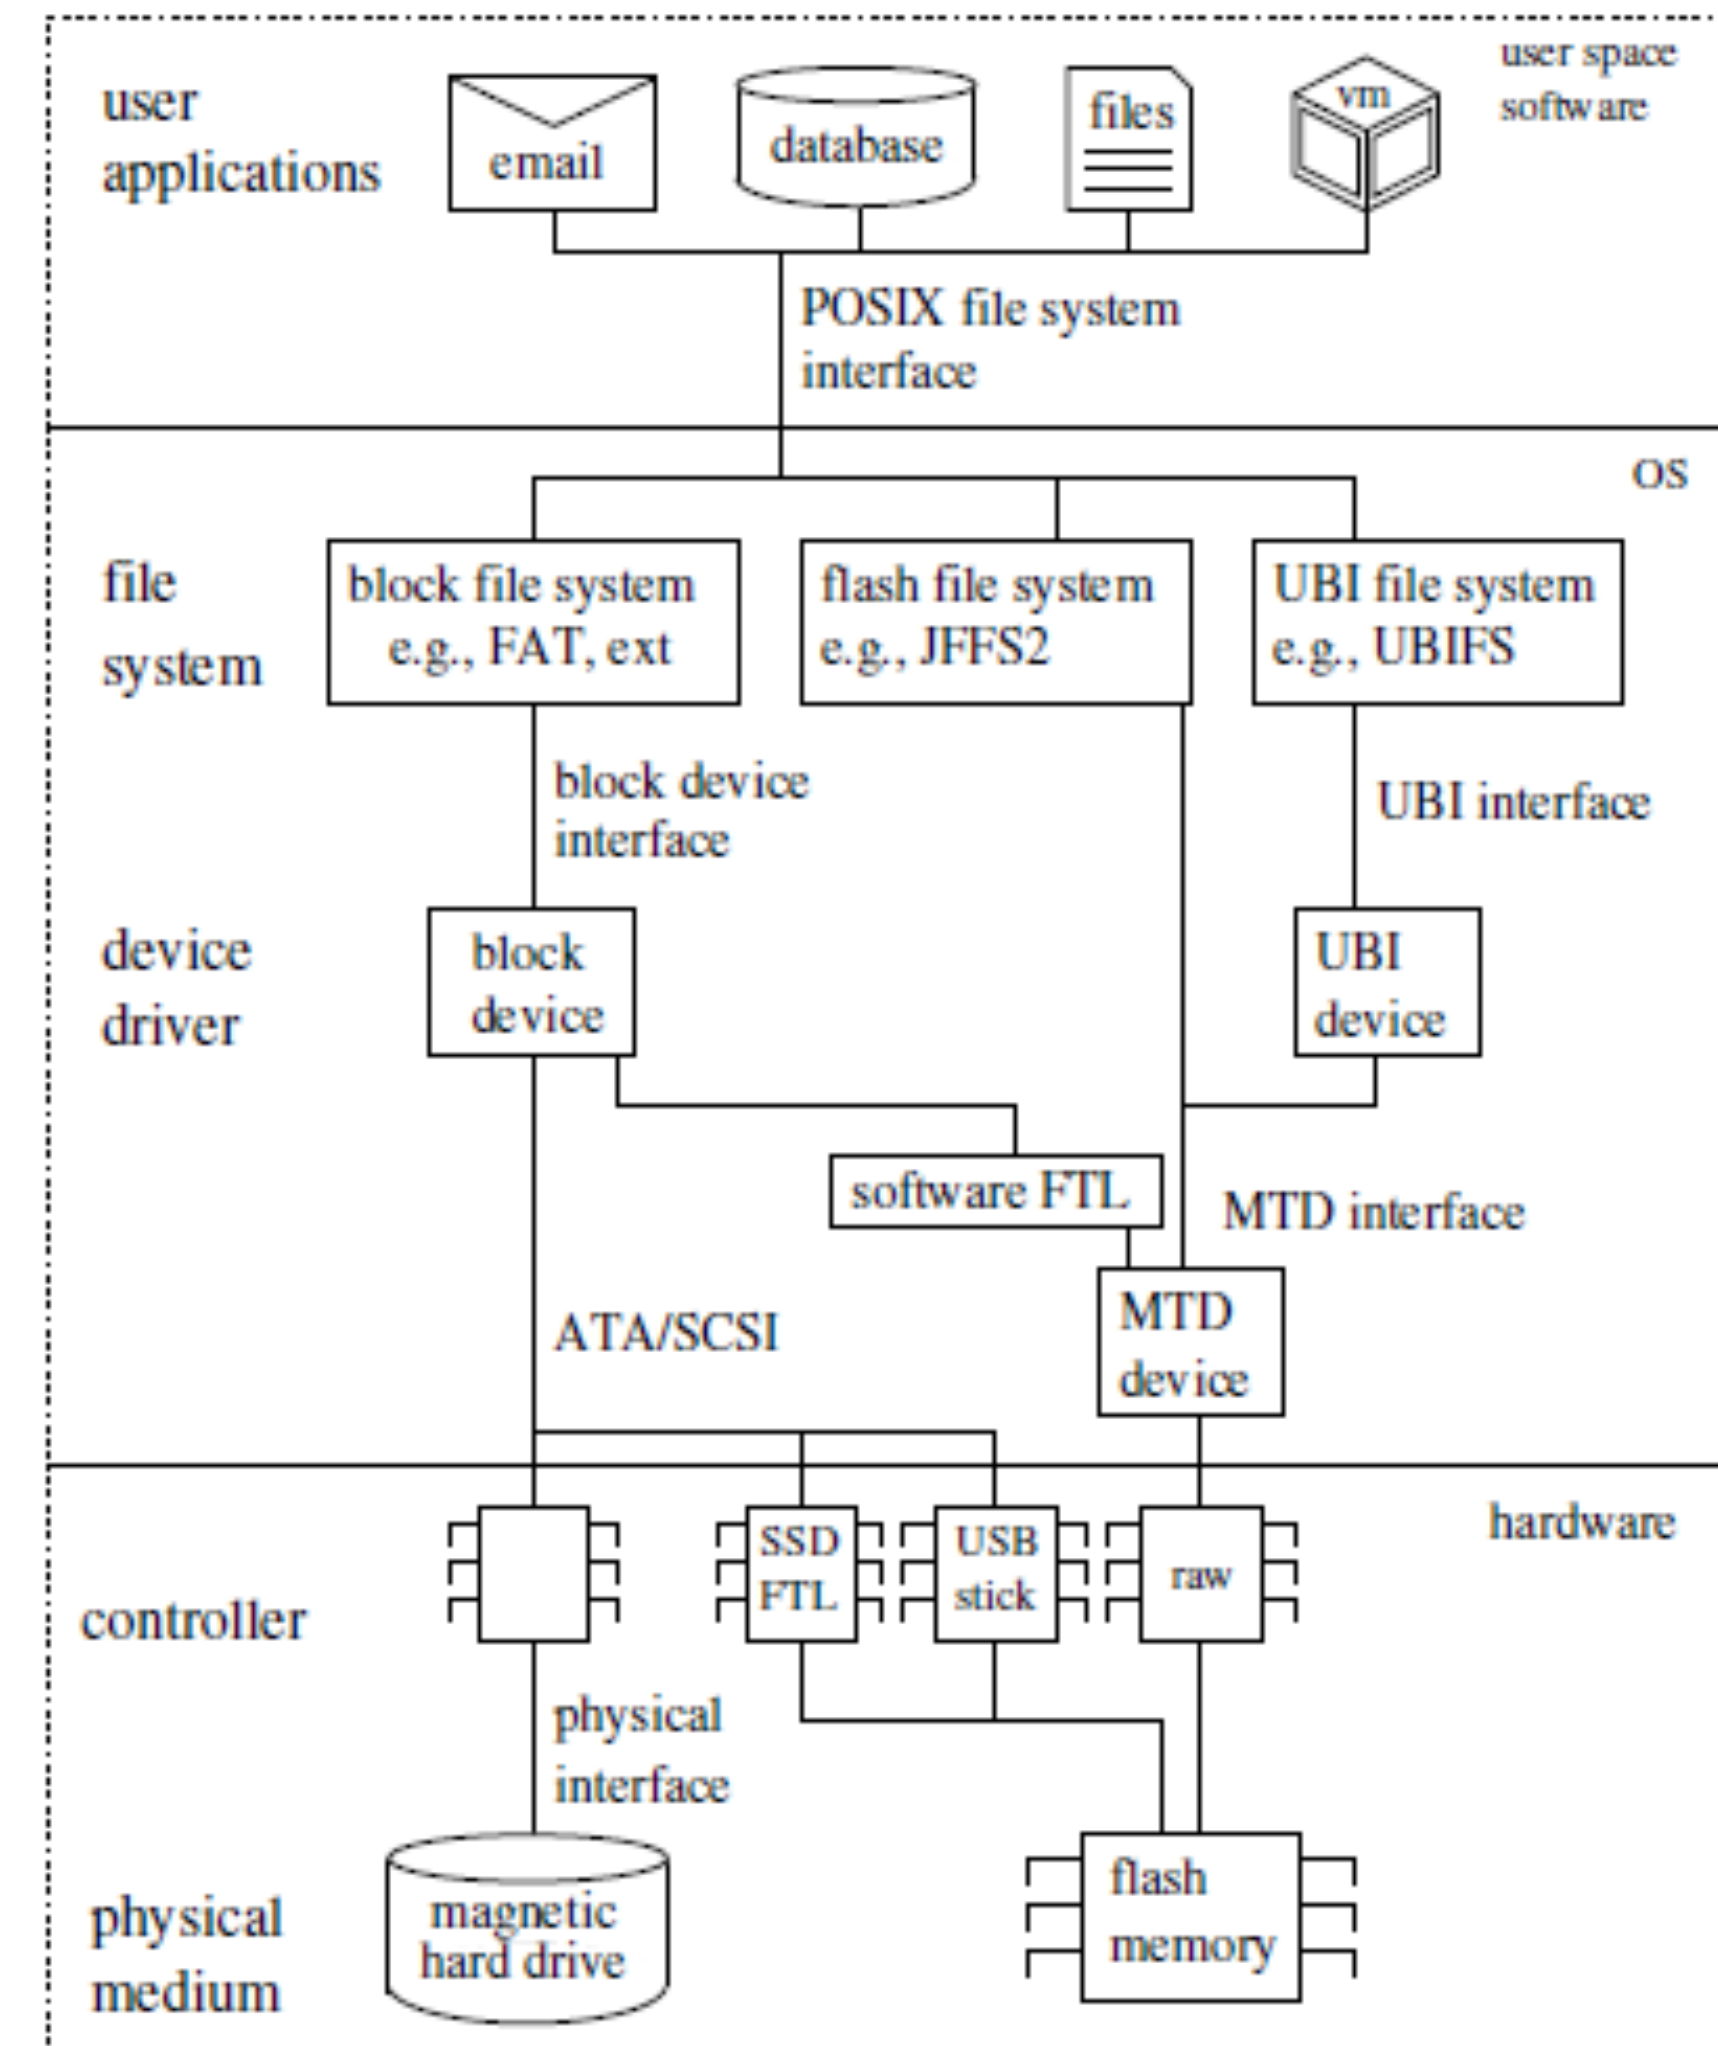 user space
software
user
applications
email
database
files
vm
POSIX file system
interface
OS
file
system
block file system
e.g., FAT, ext
flash file system
e.g., JFFS2
UBI file system
e.g., UBIFS
block device
interface
UBI interface
device
driver
block
device
UBI
device
software FTL
MTD interface
ATA/SCSI
MTD
device
hardware
controller
SSD
FTL
USB
stick
raw
physical
interface
physical
medium
magnetic
hard drive
flash
memory